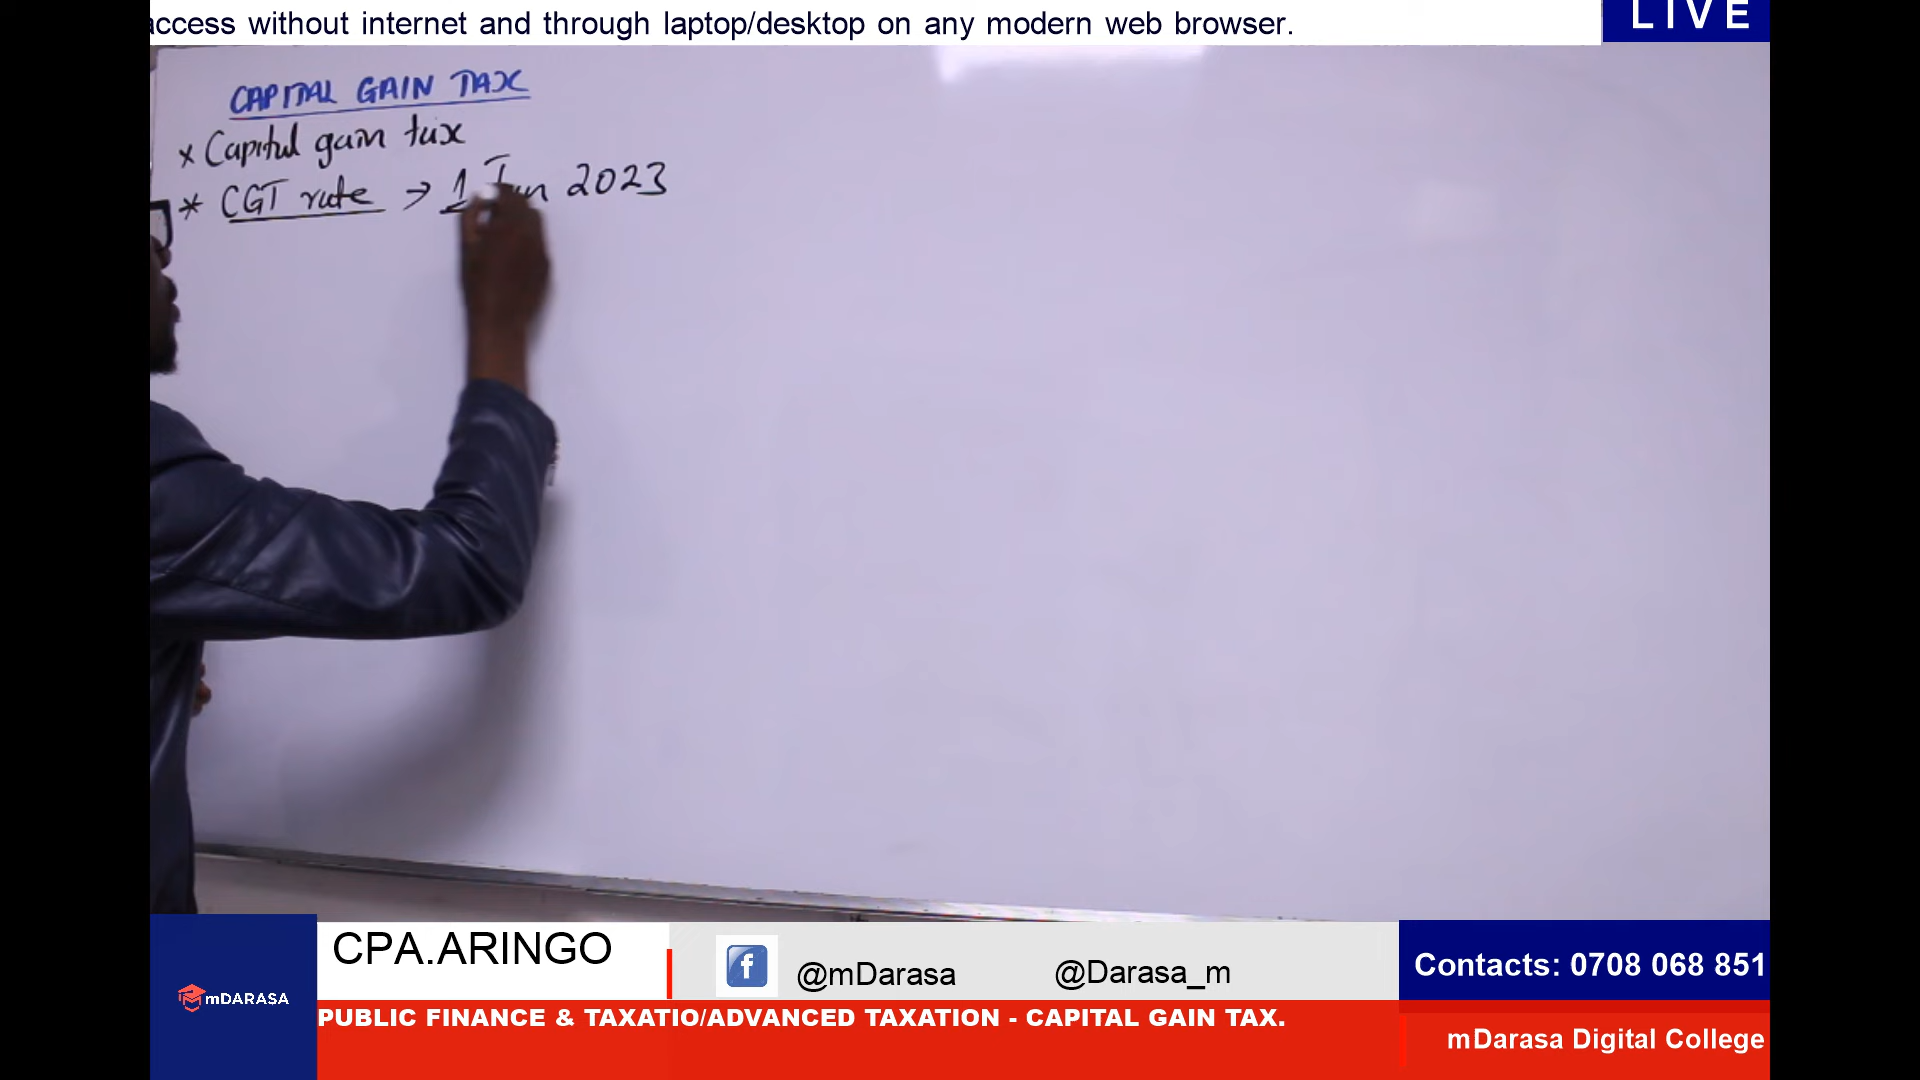 access without internet and through laptop/desktop on any modern web browser.
LIVE
CAPITAL GAIN TAX
x Capital gain tax
* CGT rate → 1 Jan 2023
CPA.ARINGO
f
@mDarasa
@Darasa_m
Contacts: 0708 068 851
mDARASA
PUBLIC FINANCE & TAXATIO/ADVANCED TAXATION - CAPITAL GAIN TAX.
mDarasa Digital College